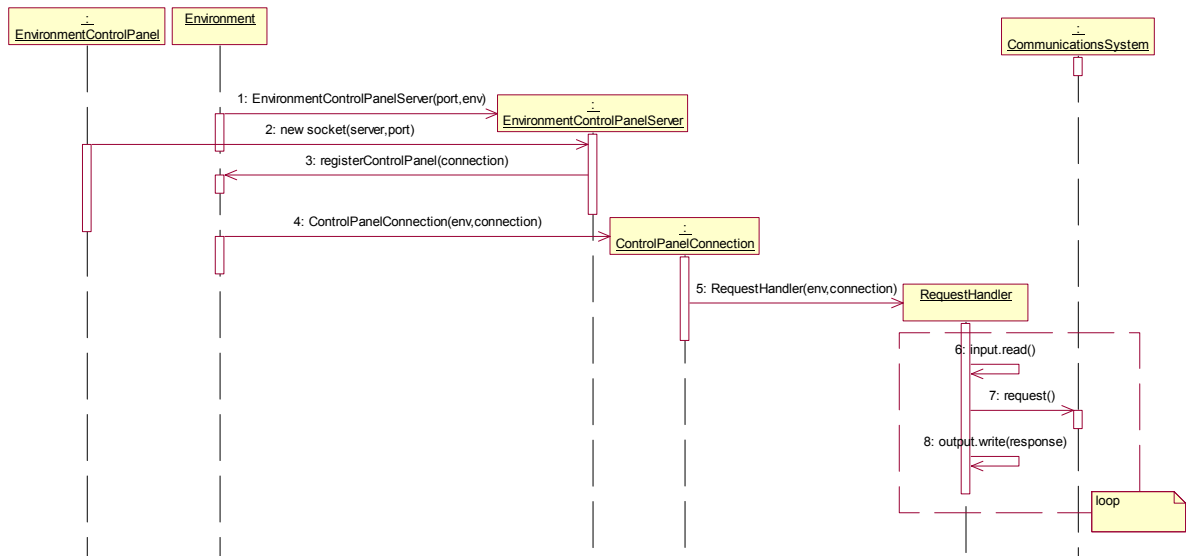 :
EnvironmentControlPanel
Environment
:
CommunicationsSystem
1: EnvironmentControlPanelServer(port,env)
:
EnvironmentControlPanelServer
2: new socket(server,port)
3: registerControlPanel(connection)
4: ControlPanelConnection(env,connection)
:
ControlPanelConnection
5: RequestHandler(env,connection)
RequestHandler
6: input.read()
7: request()
8: output.write(response)
loop